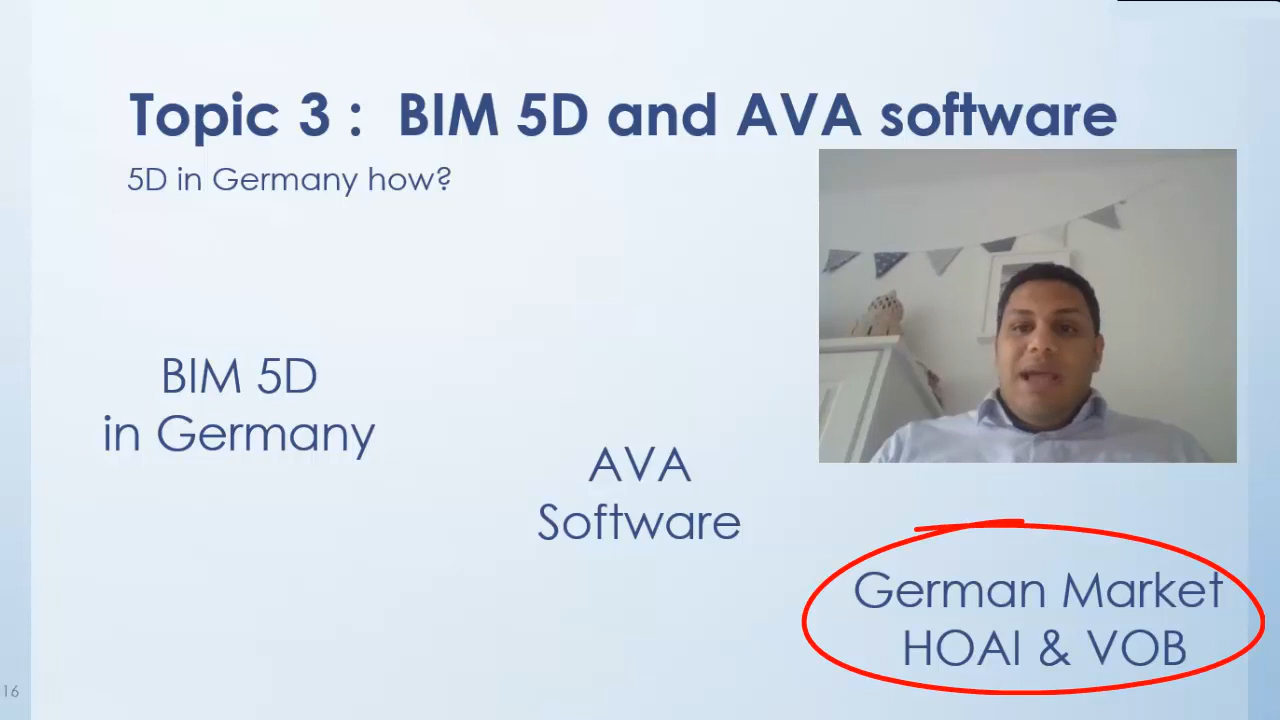 Topic 3 : BIM 5D and AVA software
5D in Germany how?
BIM 5D
in Germany
AVA
Software
German Market
HOAI & VOB
16